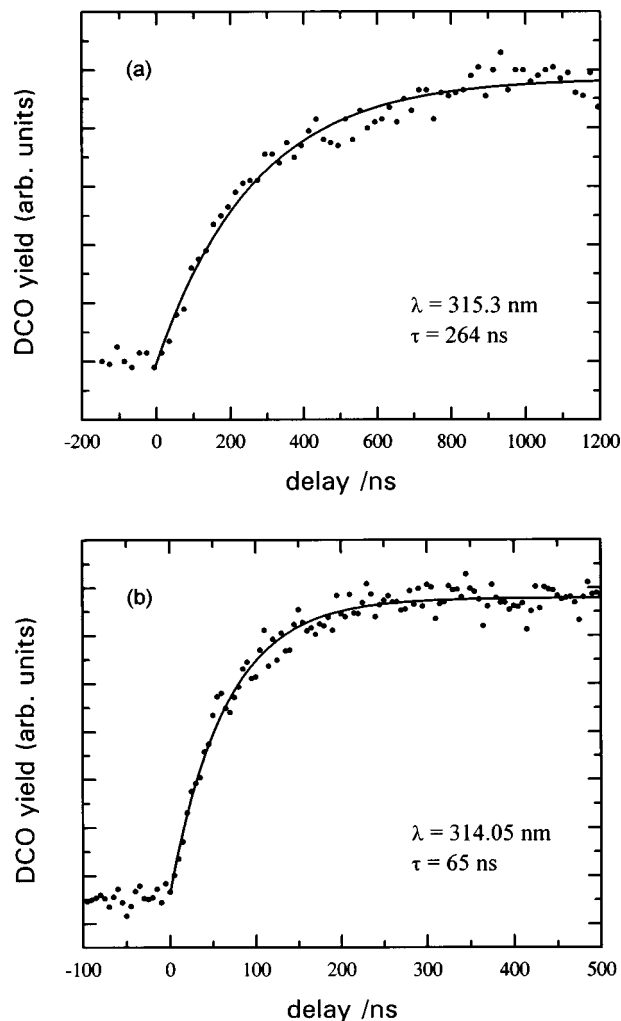 (a)
DCO yield (arb. units)
λ = 315.3 nm
τ = 264 ns
-200 0 200 400 600 800 1000 1200
delay /ns
(b)
DCO yield (arb. units)
λ = 314.05 nm
τ = 65 ns
-100 0 100 200 300 400 500
delay /ns